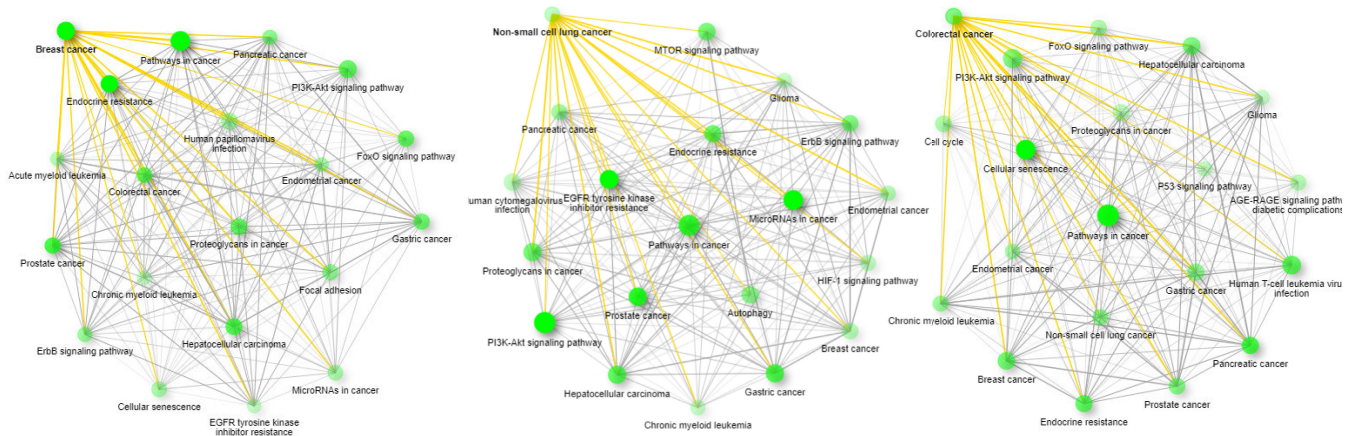 Breast cancer
Pathways in cancer
Pancreatic cancer
PI3K-Akt signaling pathway
Endocrine resistance
Human papillomavirus
infection
FoxO signaling pathway
Acute myeloid leukemia
Colorectal cancer
Endometrial cancer
Proteoglycans in cancer
Gastric cancer
Prostate cancer
Chronic myeloid leukemia
Focal adhesion
ErbB signaling pathway
Hepatocellular carcinoma
Cellular senescence
MicroRNAs in cancer
EGFR tyrosine kinase
inhibitor resistance
Non-small cell lung cancer
MTOR signaling pathway
Glioma
Pancreatic cancer
Endocrine resistance
ErbB signaling pathway
uman cytomegalovirus
infection
EGFR tyrosine kinase
inhibitor resistance
MicroRNAs in cancer
Endometrial cancer
Pathways in cancer
Proteoglycans in cancer
HIF-1 signaling pathway
Prostate cancer
Autophagy
PI3K-Akt signaling pathway
Breast cancer
Hepatocellular carcinoma
Gastric cancer
Chronic myeloid leukemia
Colorectal cancer
FoxO signaling pathway
Hepatocellular carcinoma
PI3K-Akt signaling pathway
Glioma
Proteoglycans in cancer
Cell cycle
Cellular senescence
P53 signaling pathway
AGE-RAGE signaling path
diabetic complications
Pathways in cancer
Endometrial cancer
Gastric cancer
Human T-cell leukemia viru
infection
Chronic myeloid leukemia
Non-small cell lung cancer
Pancreatic cancer
Breast cancer
Prostate cancer
Endocrine resistance